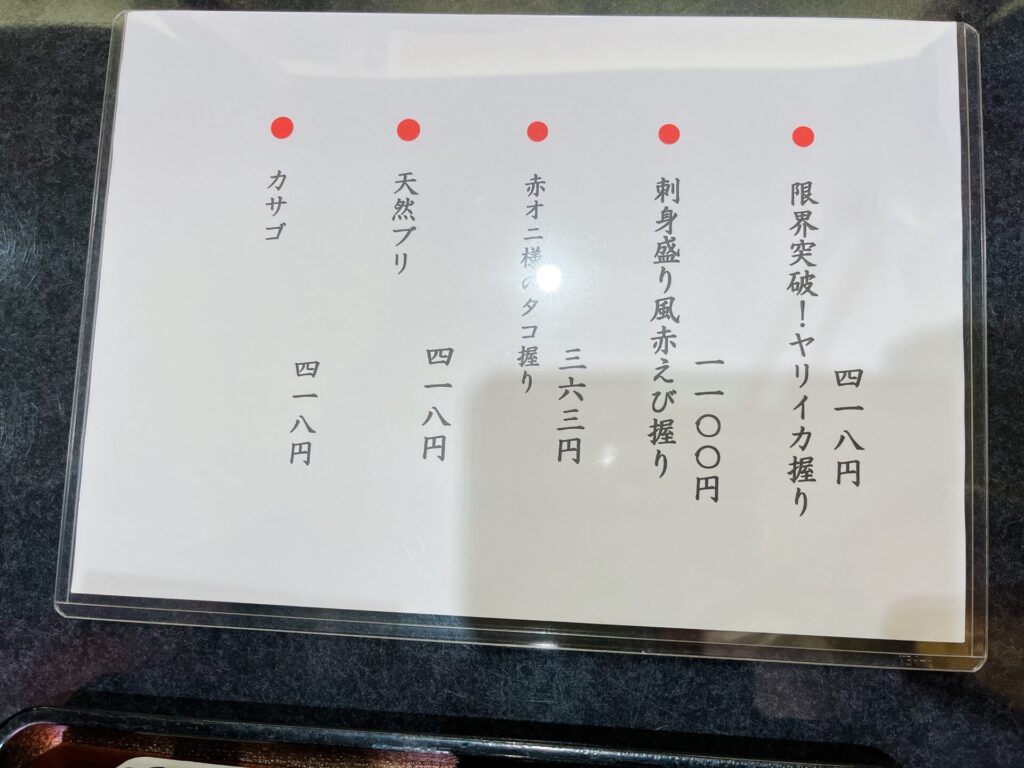 ● 限界突破！ヤリイカ握り
四一八円
● 刺身盛り風赤えび握り
一一〇〇円
● 赤オニ様のタコ握り
三六三円
● 天然ブリ
四一八円
● カサゴ
四一八円